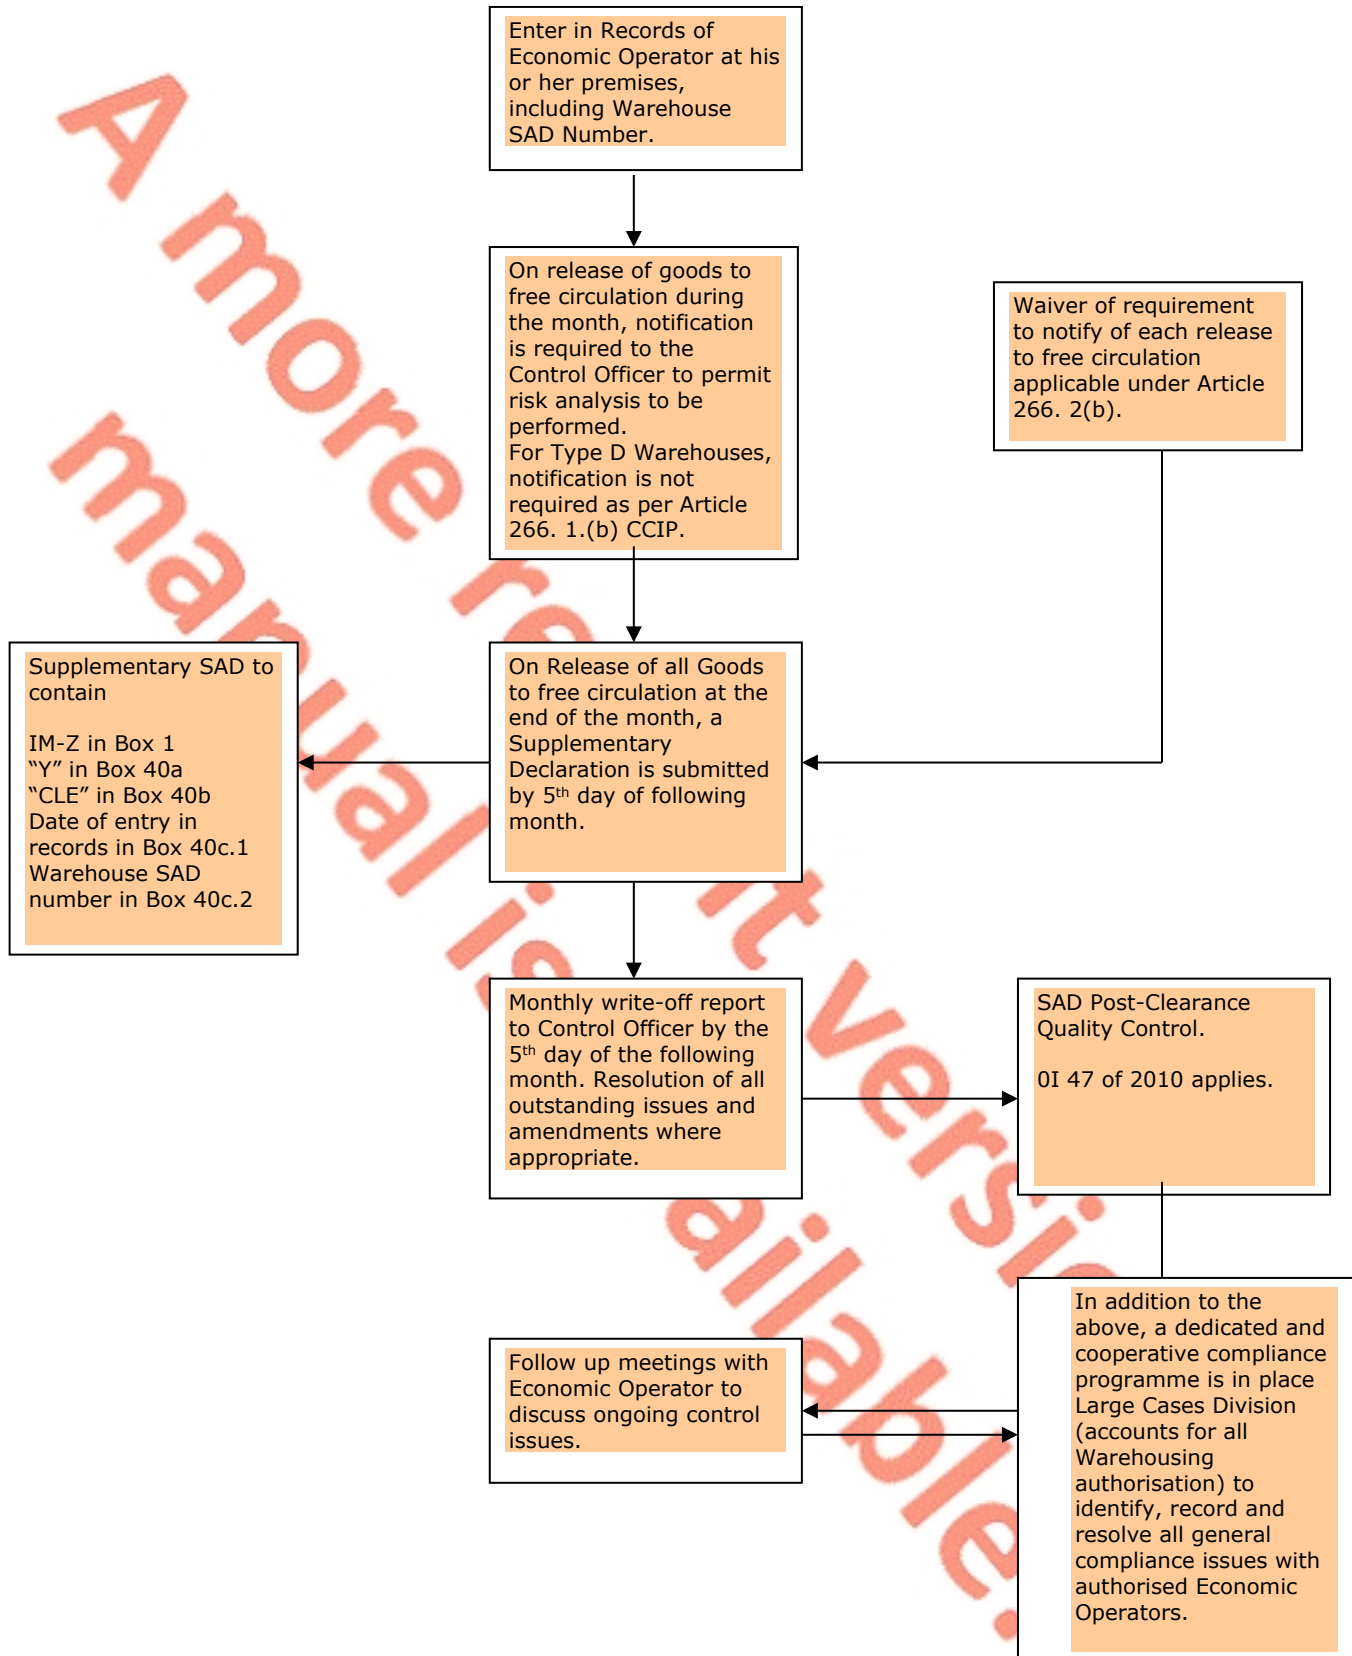 Enter in Records of
Economic Operator at his
or her premises,
including Warehouse
SAD Number.
On release of goods to
free circulation during
the month, notification
is required to the
Control Officer to permit
risk analysis to be
performed.
For Type D Warehouses,
notification is not
required as per Article
266. 1.(b) CCIP.
Waiver of requirement
to notify of each release
to free circulation
applicable under Article
266. 2(b).
Supplementary SAD to
contain
IM-Z in Box 1
“Y” in Box 40a
“CLE” in Box 40b
Date of entry in
records in Box 40c.1
Warehouse SAD
number in Box 40c.2
On Release of all Goods
to free circulation at the
end of the month, a
Supplementary
Declaration is submitted
by 5th day of following
month.
Monthly write-off report
to Control Officer by the
5th day of the following
month. Resolution of all
outstanding issues and
amendments where
appropriate.
SAD Post-Clearance
Quality Control.
0I 47 of 2010 applies.
Follow up meetings with
Economic Operator to
discuss ongoing control
issues.
In addition to the
above, a dedicated and
cooperative compliance
programme is in place
Large Cases Division
(accounts for all
Warehousing
authorisation) to
identify, record and
resolve all general
compliance issues with
authorised Economic
Operators.
A more version
manual is